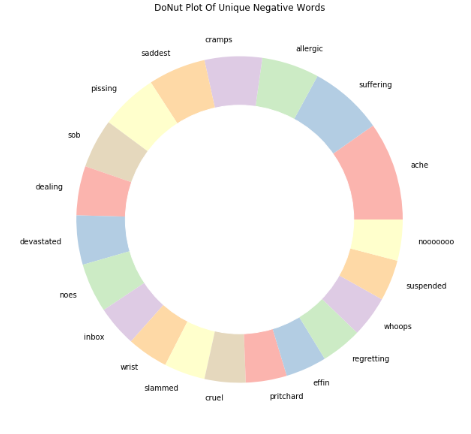 DoNut Plot Of Unique Negative Words
cramps
allergic
saddest
suffering
pissing
sob
ache
dealing
devastated
nooooooo
noes
suspended
inbox
whoops
wrist
regretting
slammed
effin
cruel
pritchard